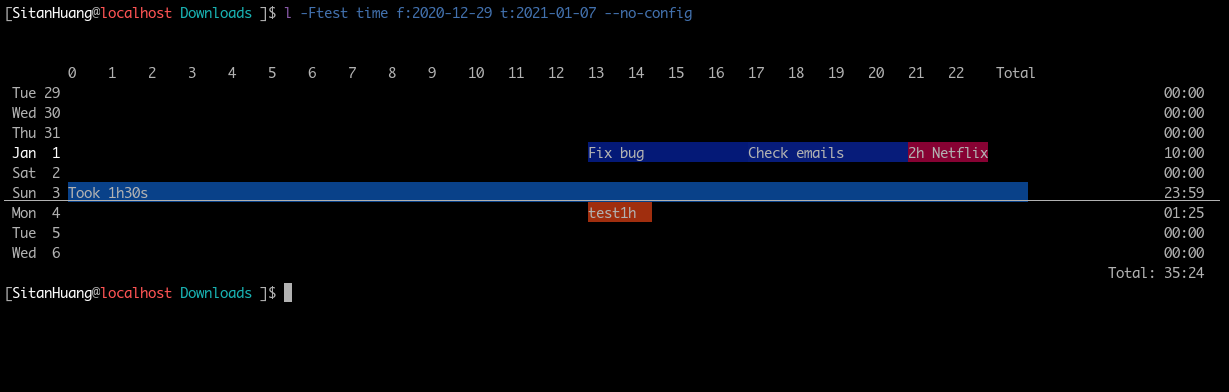 [SitanHuang@localhost Downloads ]$ l -Ftest time f:2020-12-29 t:2021-01-07 --no-config
0 1 2 3 4 5 6 7 8 9 10 11 12 13 14 15 16 17 18 19 20 21 22 Total
Tue 29 00:00
Wed 30 00:00
Thu 31 00:00
Jan 1 Fix bug Check emails 2h Netflix 10:00
Sat 2 00:00
Sun 3 Took 1h30s 23:59
Mon 4 test1h 01:25
Tue 5 00:00
Wed 6 00:00
Total: 35:24
[SitanHuang@localhost Downloads ]$